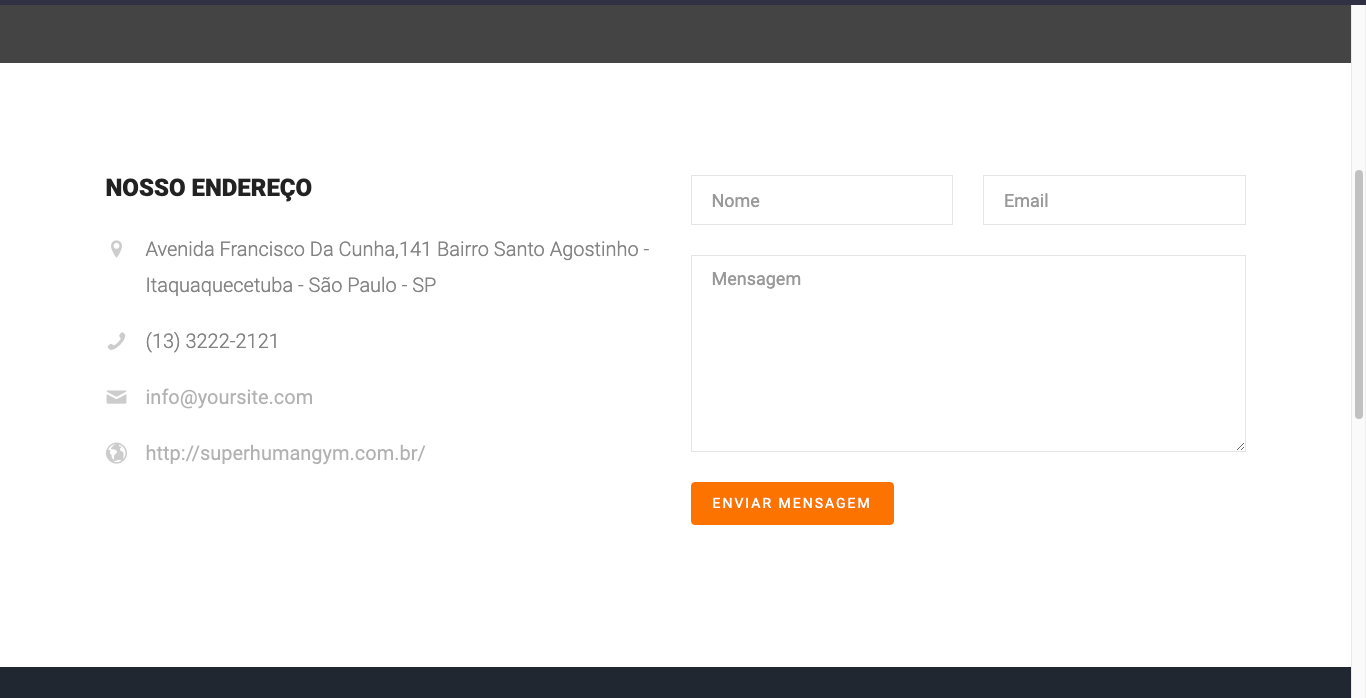 NOSSO ENDEREÇO
Avenida Francisco Da Cunha,141 Bairro Santo Agostinho -
Itaquaquecetuba - São Paulo - SP
(13) 3222-2121
info@yoursite.com
http://superhumangym.com.br/
Nome
Email
Mensagem
ENVIAR MENSAGEM